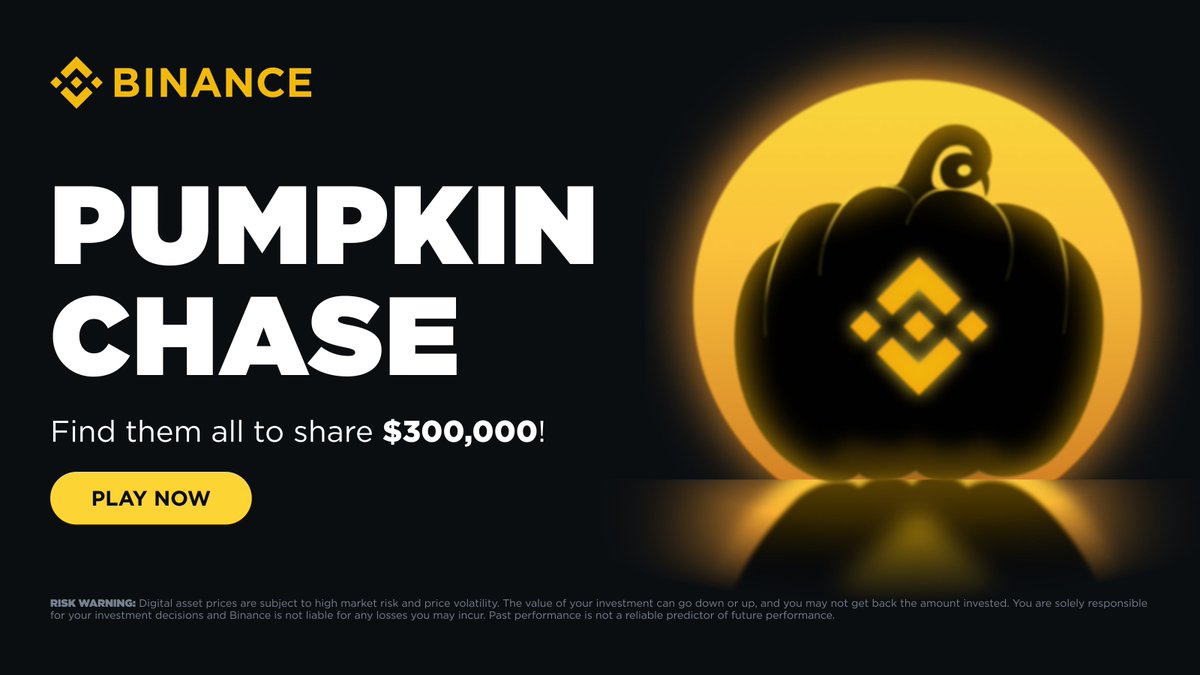 BINANCE
PUMPKIN
CHASE
Find them all to share $300,000!
PLAY NOW
RISK WARNING: Digital asset prices are subject to high market risk and price volatility. The value of your investment can go down or up, and you may not get back the amount invested. You are solely responsible
for your investment decisions and Binance is not liable for any losses you may incur. Past performance is not a reliable predictor of future performance.